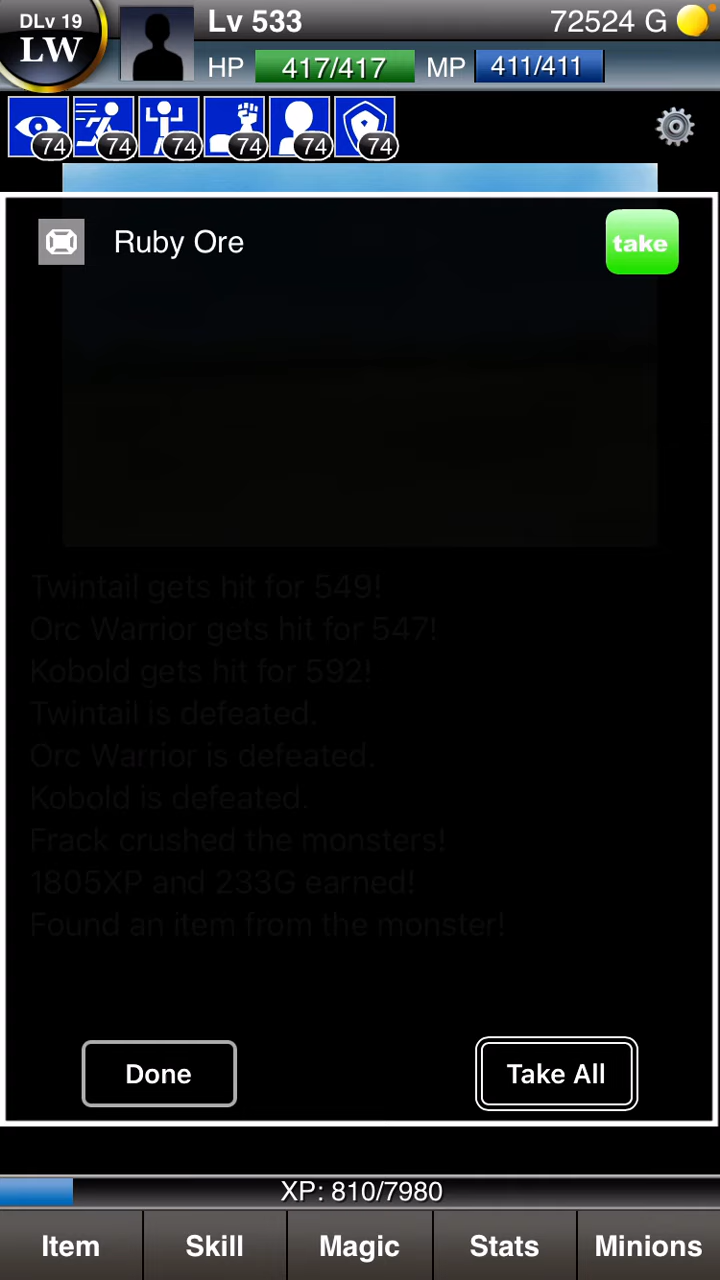 DLv 19
LW
Lv 533
72524 G
HP 417/417 MP 411/411
74 74 74 74 74 74
Ruby Ore
take
Twintail gets hit for 549!
Orc Warrior gets hit for 547!
Kobold gets hit for 592!
Twintail is defeated.
Orc Warrior is defeated.
Kobold is defeated.
Frack crushed the monsters!
1805XP and 233G earned!
Found an item from the monster!
Done
Take All
XP: 810/7980
Item Skill Magic Stats Minions